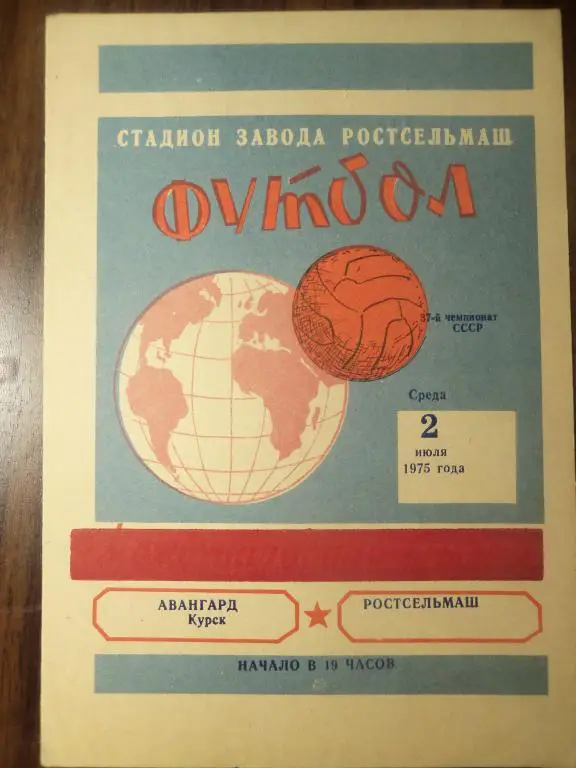 СТАДИОН ЗАВОДА РОСТСЕЛЬМАШ
ФУТБОЛ
37-й чемпионат
СССР
Среда
2
июля
1975 года
АВАНГАРД
Курск
РОСТСЕЛЬМАШ
НАЧАЛО В 19 ЧАСОВ